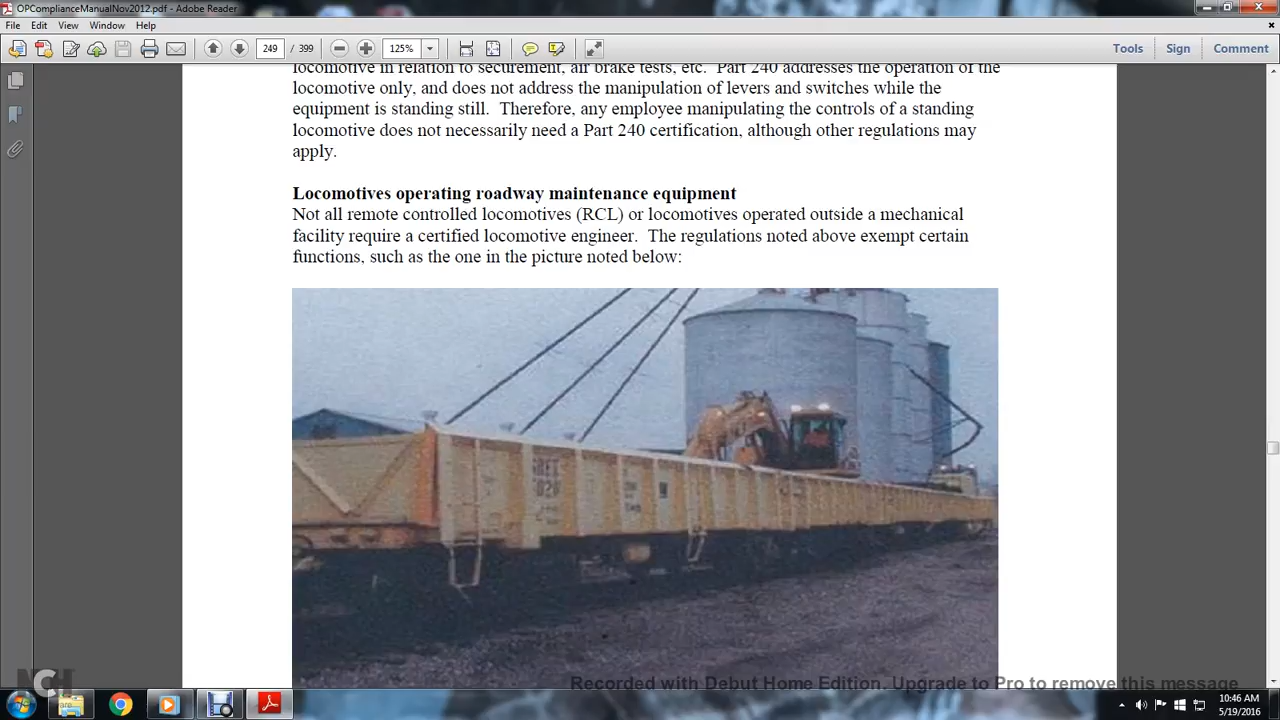 OPComplianceManualNov2012.pdf - Adobe Reader
File Edit View Window Help
249 / 399 125% Tools Sign Comment
locomotive in relation to securement, air brake tests, etc. Part 240 addresses the operation of the
locomotive only, and does not address the manipulation of levers and switches while the
equipment is standing still. Therefore, any employee manipulating the controls of a standing
locomotive does not necessarily need a Part 240 certification, although other regulations may
apply.
Locomotives operating roadway maintenance equipment
Not all remote controlled locomotives (RCL) or locomotives operated outside a mechanical
facility require a certified locomotive engineer. The regulations noted above exempt certain
functions, such as the one in the picture noted below:
Recorded with Debut Home Edition. Upgrade to Pro to remove this message
10:46 AM
5/19/2016